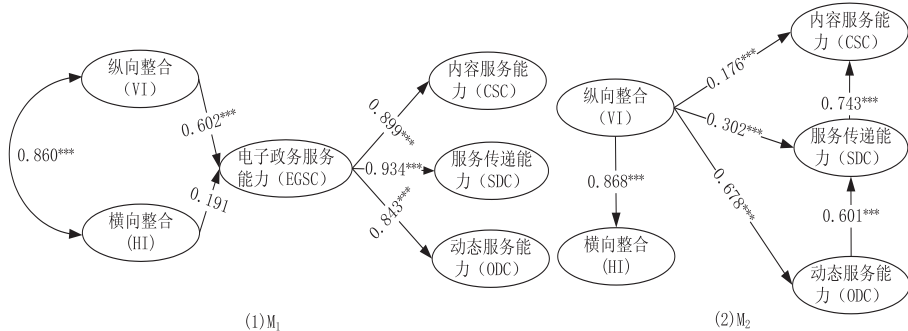 纵向整合
(VI)
0.860***
横向整合
(HI)
0.602***
0.191
电子政务服务
能力（EGSC）
0.899***
0.934***
0.843***
内容服务能
力（CSC）
服务传递能
力（SDC）
动态服务能
力（ODC）
(1)M₁
纵向整合
(VI)
0.868***
横向整合
(HI)
0.176***
0.302***
0.678***
内容服务能
力（CSC）
0.743***
服务传递能
力（SDC）
0.601***
动态服务能
力（ODC）
(2)M₂